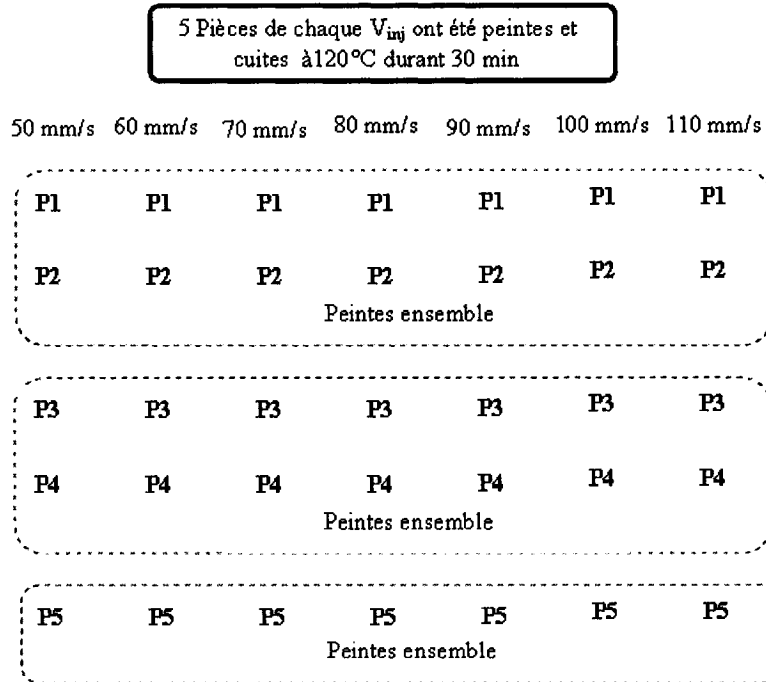 5 Pièces de chaque Vinj ont été peintes et
cuites à120°C durant 30 min
50 mm/s 60 mm/s 70 mm/s 80 mm/s 90 mm/s 100 mm/s 110 mm/s
P1 P1 P1 P1 P1 P1 P1
P2 P2 P2 P2 P2 P2 P2
Peintes ensemble
P3 P3 P3 P3 P3 P3 P3
P4 P4 P4 P4 P4 P4 P4
Peintes ensemble
P5 P5 P5 P5 P5 P5 P5
Peintes ensemble